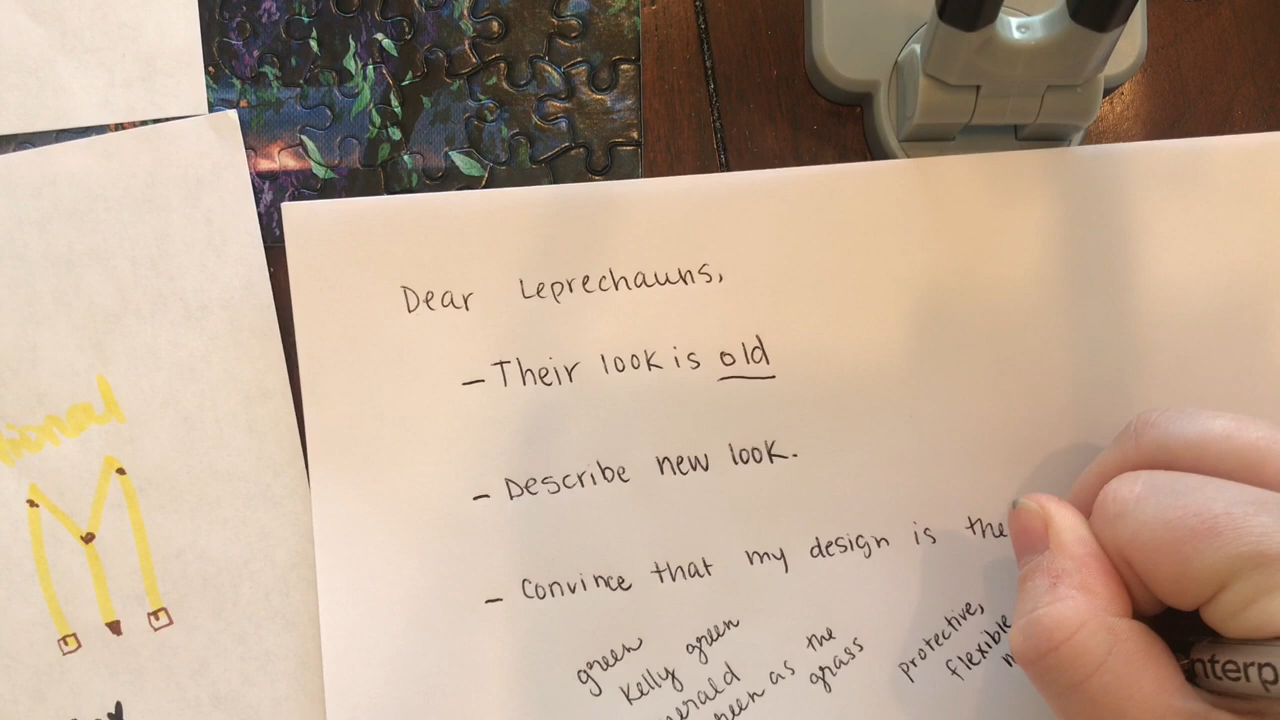 Dear Leprechauns,
- Their look is old
- Describe new look.
- Convince that my design is the
green
Kelly green
as the
grass
protective,
flexible